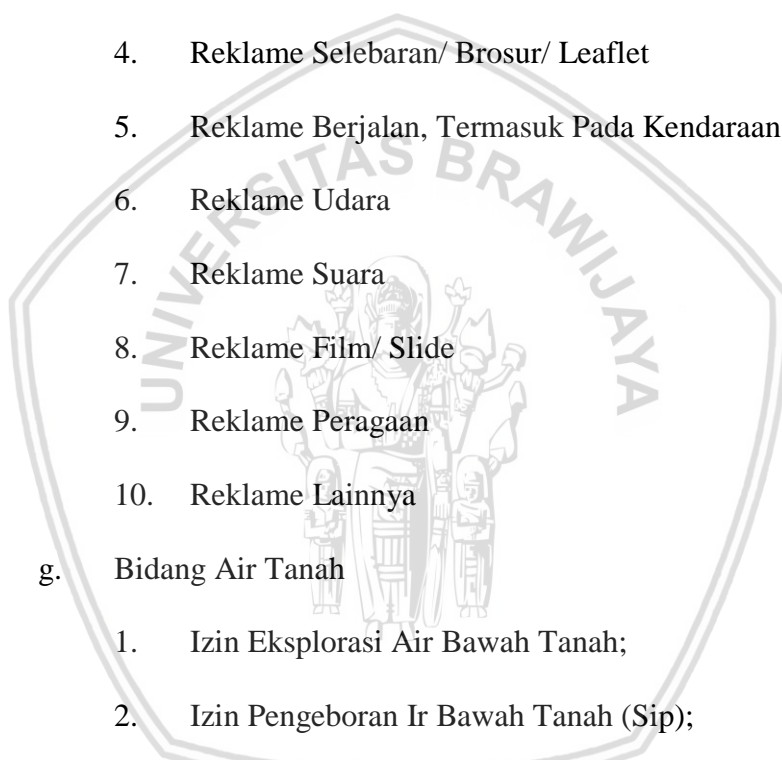 4. Reklame Selebaran/ Brosur/ Leaflet
5. Reklame Berjalan, Termasuk Pada Kendaraan
6. Reklame Udara
7. Reklame Suara
8. Reklame Film/ Slide
9. Reklame Peragaan
10. Reklame Lainnya
g. Bidang Air Tanah
1. Izin Eksplorasi Air Bawah Tanah;
2. Izin Pengeboran Ir Bawah Tanah (Sip);
UNIVERSITAS BRAWIJAYA